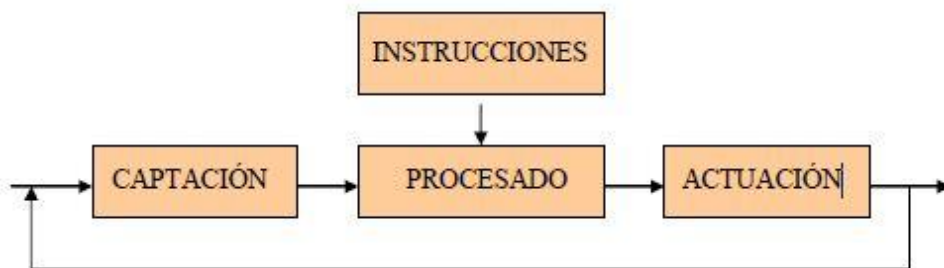 INSTRUCCIONES
CAPTACIÓN
PROCESADO
ACTUACIÓN